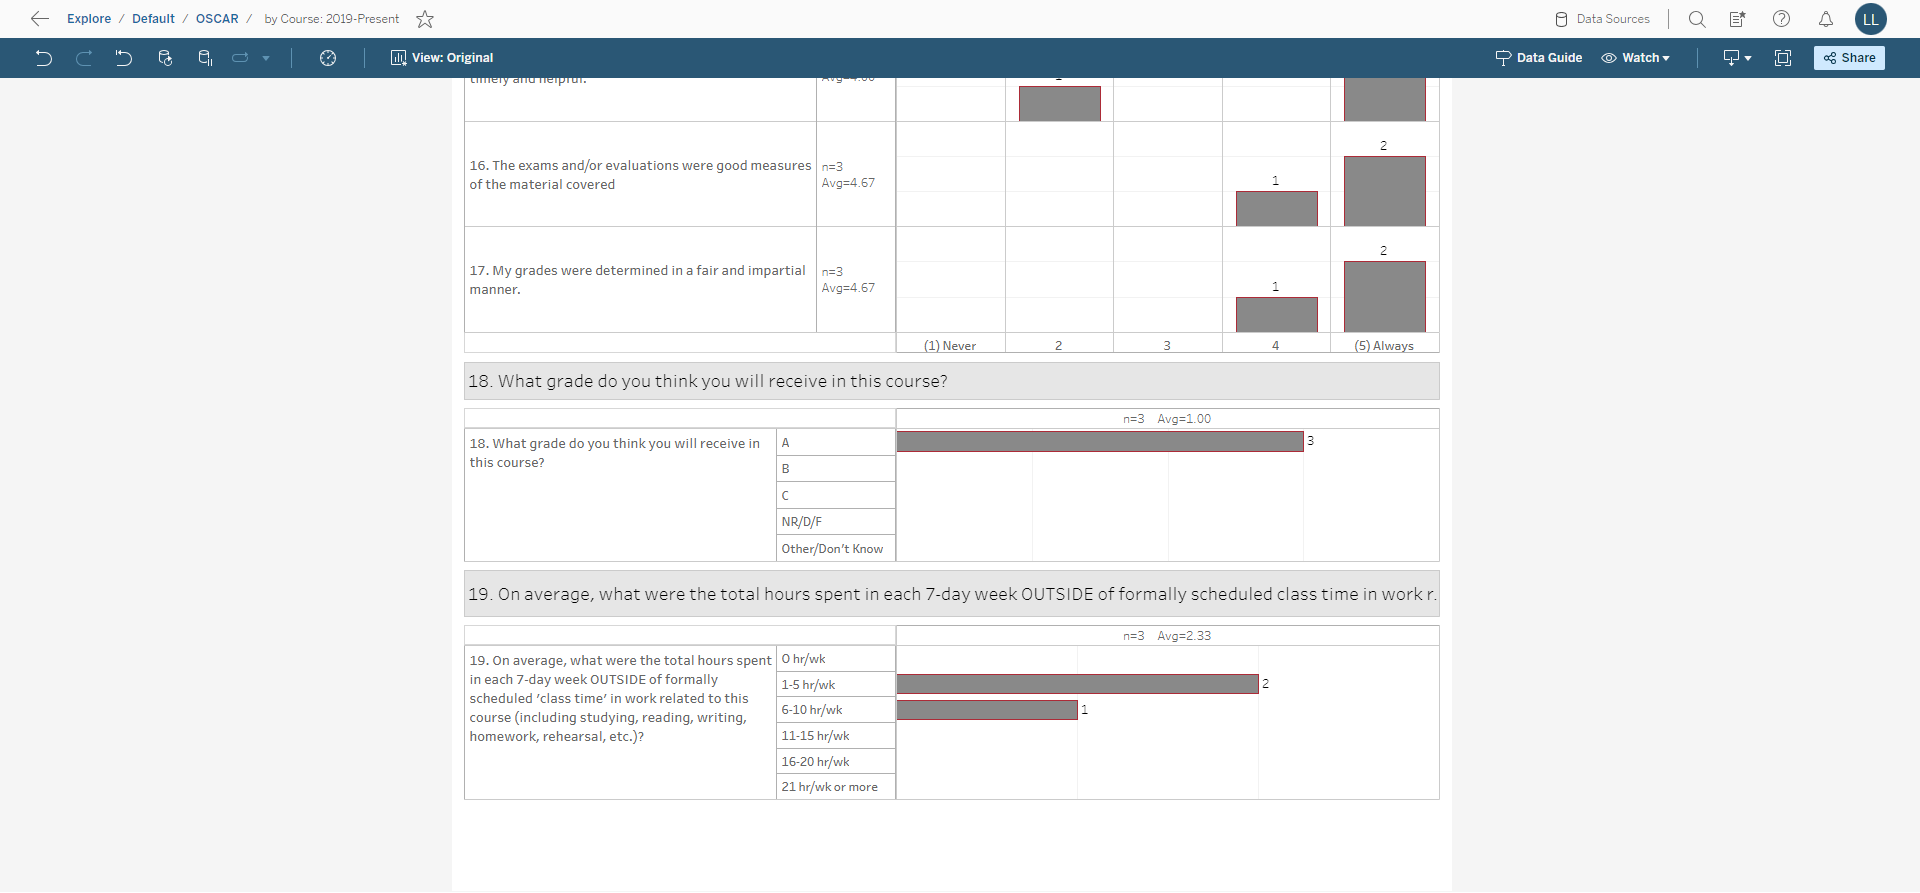 Explore / Default / OSCAR / by Course: 2019-Present
Data Sources
LL
View: Original
Data Guide
Watch
Share
timely and helpful.
Avg=4.00
1
16. The exams and/or evaluations were good measures
of the material covered
n=3
Avg=4.67
1
2
17. My grades were determined in a fair and impartial
manner.
n=3
Avg=4.67
1
2
(1) Never 2 3 4 (5) Always
18. What grade do you think you will receive in this course?
n=3 Avg=1.00
18. What grade do you think you will receive in
this course?
A
3
B
C
NR/D/F
Other/Don't Know
19. On average, what were the total hours spent in each 7-day week OUTSIDE of formally scheduled class time in work r.
n=3 Avg=2.33
19. On average, what were the total hours spent
in each 7-day week OUTSIDE of formally
scheduled ‘class time’ in work related to this
course (including studying, reading, writing,
homework, rehearsal, etc.)?
0 hr/wk
1-5 hr/wk
2
6-10 hr/wk
1
11-15 hr/wk
16-20 hr/wk
21 hr/wk or more